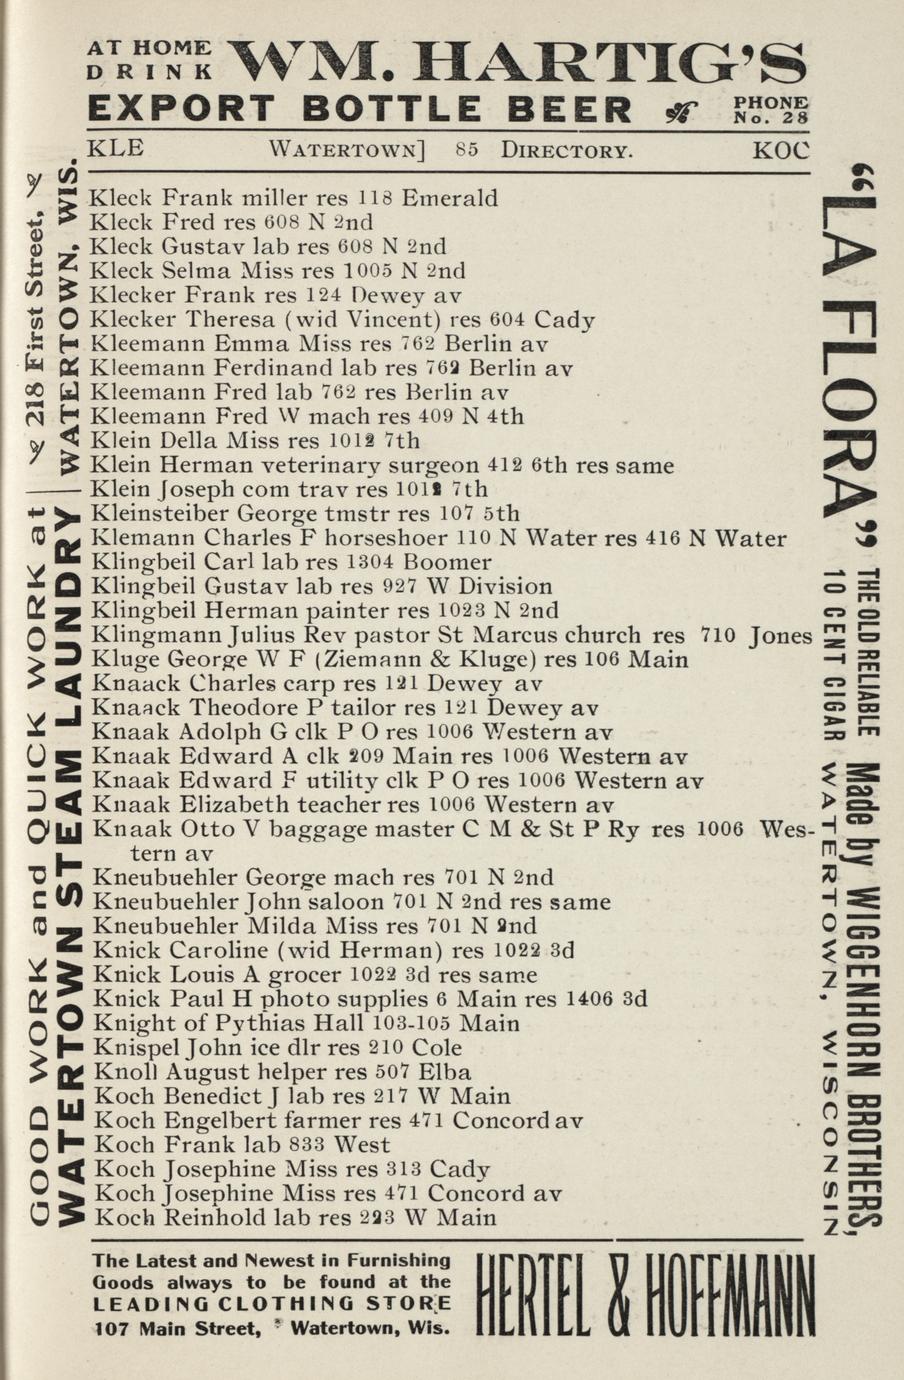 AT HOME
DRINK
WM. HARTIG'S
EXPORT BOTTLE BEER
PHONE
No. 28
KLE WATERTOWN] 85 DIRECTORY. KOC
Kleck Frank miller res 118 Emerald
Kleck Fred res 608 N 2nd
Kleck Gustav lab res 608 N 2nd
Kleck Selma Miss res 1005 N 2nd
Klecker Frank res 124 Dewey av
Klecker Theresa (wid Vincent) res 604 Cady
Kleemann Emma Miss res 762 Berlin av
Kleemann Ferdinand lab res 762 Berlin av
Kleemann Fred lab 762 res Berlin av
Kleemann Fred W mach res 409 N 4th
Klein Della Miss res 1012 7th
Klein Herman veterinary surgeon 412 6th res same
Klein Joseph com trav res 1012 7th
Kleinsteiber George tmstr res 107 5th
Klemann Charles F horseshoer 110 N Water res 416 N Water
Klingbeil Carl lab res 1304 Boomer
Klingbeil Gustav lab res 927 W Division
Klingbeil Herman painter res 1023 N 2nd
Klingmann Julius Rev pastor St Marcus church res 710 Jones
Kluge George W F (Ziemann & Kluge) res 106 Main
Knaack Charles carp res 121 Dewey av
Knaack Theodore P tailor res 121 Dewey av
Knaak Adolph G clk P O res 1006 Western av
Knaak Edward A clk 209 Main res 1006 Western av
Knaak Edward F utility clk P O res 1006 Western av
Knaak Elizabeth teacher res 1006 Western av
Knaak Otto V baggage master C M & St P Ry res 1006 Wes-
tern av
Kneubuehler George mach res 701 N 2nd
Kneubuehler John saloon 701 N 2nd res same
Kneubuehler Milda Miss res 701 N 2nd
Knick Caroline (wid Herman) res 1022 3d
Knick Louis A grocer 1022 3d res same
Knick Paul H photo supplies 6 Main res 1406 3d
Knight of Pythias Hall 103-105 Main
Knispel John ice dlr res 210 Cole
Knoll August helper res 507 Elba
Koch Benedict J lab res 217 W Main
Koch Engelbert farmer res 471 Concord av
Koch Frank lab 833 West
Koch Josephine Miss res 313 Cady
Koch Josephine Miss res 471 Concord av
Koch Reinhold lab res 223 W Main
GOOD WORK and QUICK WORK at 218 First Street,
WATERTOWN STEAM LAUNDRY WATERTOWN, WIS.
"LA FLORA" THE OLD RELIABLE
10 CENT CIGAR
Made by WIGGENHORN BROTHERS,
WATERTOWN, WISCONSIN,
The Latest and Newest in Furnishing
Goods always to be found at the
LEADING CLOTHING STORE
107 Main Street, Watertown, Wis.
HERTEL & HOFFMANN